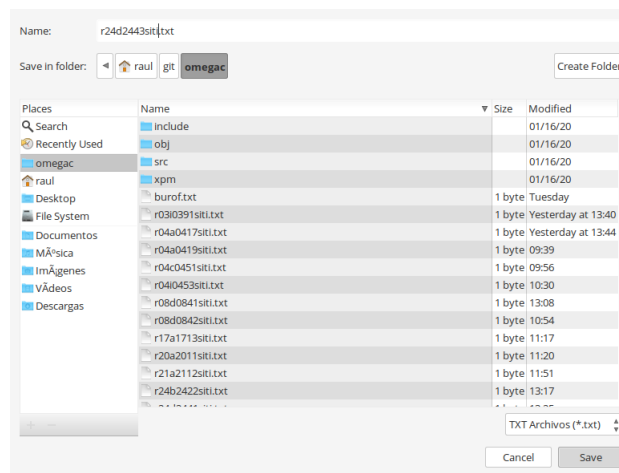 Name: r24d2443siti.txt
Save in folder: raul git omegac Create Folder
Places Name Size Modified
Search include 01/16/20
Recently Used obj 01/16/20
omegac src 01/16/20
raul xpm 01/16/20
Desktop burof.txt 1 byte Tuesday
File System r03i0391siti.txt 1 byte Yesterday at 13:40
Documentos r04a0417siti.txt 1 byte Yesterday at 13:44
MÃºsica r04a0419siti.txt 1 byte 09:39
ImÃ¡genes r04c0451siti.txt 1 byte 09:56
VÃ­deos r04i0453siti.txt 1 byte 10:30
Descargas r08d0841siti.txt 1 byte 13:08
r08d0842siti.txt 1 byte 10:54
r17a1713siti.txt 1 byte 11:17
r20a2011siti.txt 1 byte 11:20
r21a2112siti.txt 1 byte 11:51
r24b2422siti.txt 1 byte 13:17
TXT Archivos (*.txt)
Cancel Save